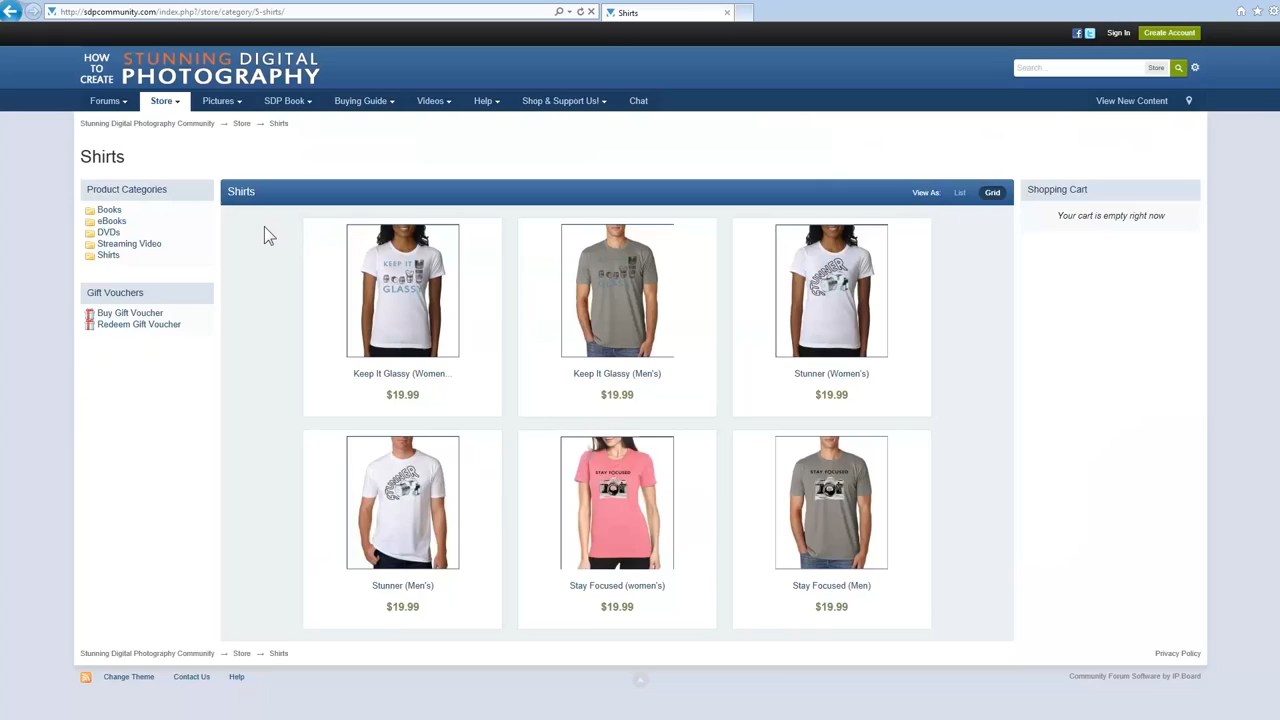 http://sdpcommunity.com/index.php?/store/category/5-shirts/
Shirts
Sign In
Create Account
HOW TO CREATE
STUNNING DIGITAL
PHOTOGRAPHY
Search...
Store
Forums
Store
Pictures
SDP Book
Buying Guide
Videos
Help
Shop & Support Us!
Chat
View New Content
Stunning Digital Photography Community → Store → Shirts
Shirts
Product Categories
Books
eBooks
DVDs
Streaming Video
Shirts
Gift Vouchers
Buy Gift Voucher
Redeem Gift Voucher
Shirts
View As:
List
Grid
KEEP IT
GLASSY
GLASSY
STUNNER
Keep It Glassy (Women...
Keep It Glassy (Men's)
Stunner (Women's)
$19.99
$19.99
$19.99
STUNNER
STAY FOCUSED
STAY FOCUSED
Stunner (Men's)
Stay Focused (women's)
Stay Focused (Men)
$19.99
$19.99
$19.99
Shopping Cart
Your cart is empty right now
Stunning Digital Photography Community → Store → Shirts
Privacy Policy
Change Theme
Contact Us
Help
Community Forum Software by IP.Board